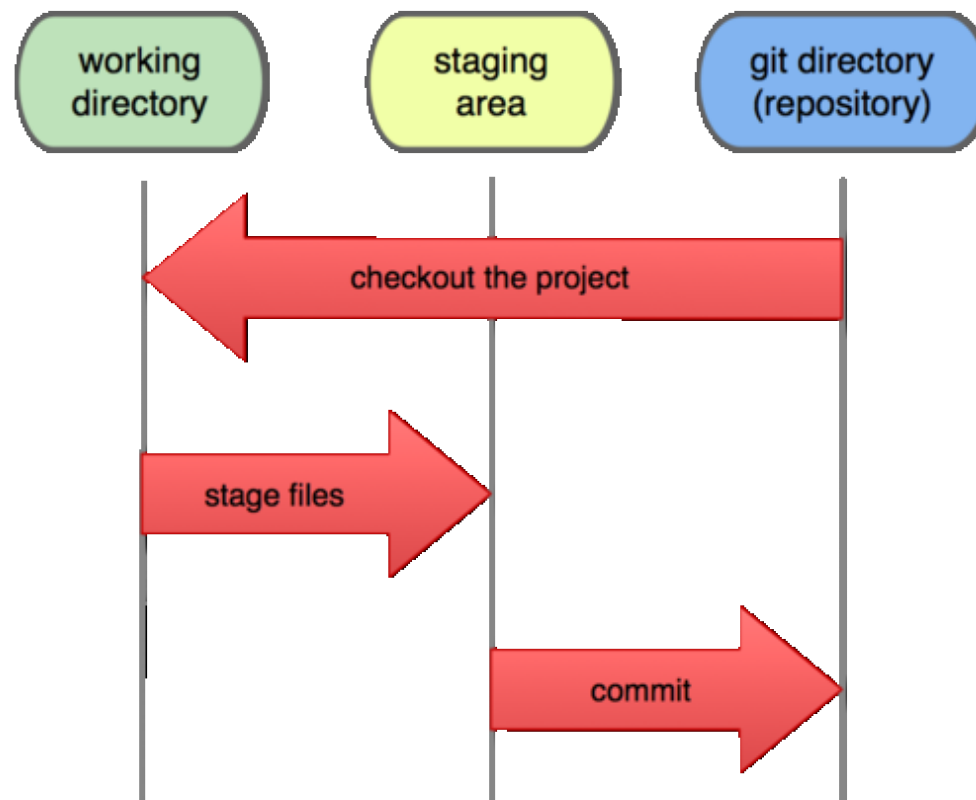 working
directory
staging
area
git directory
(repository)
checkout the project
stage files
commit